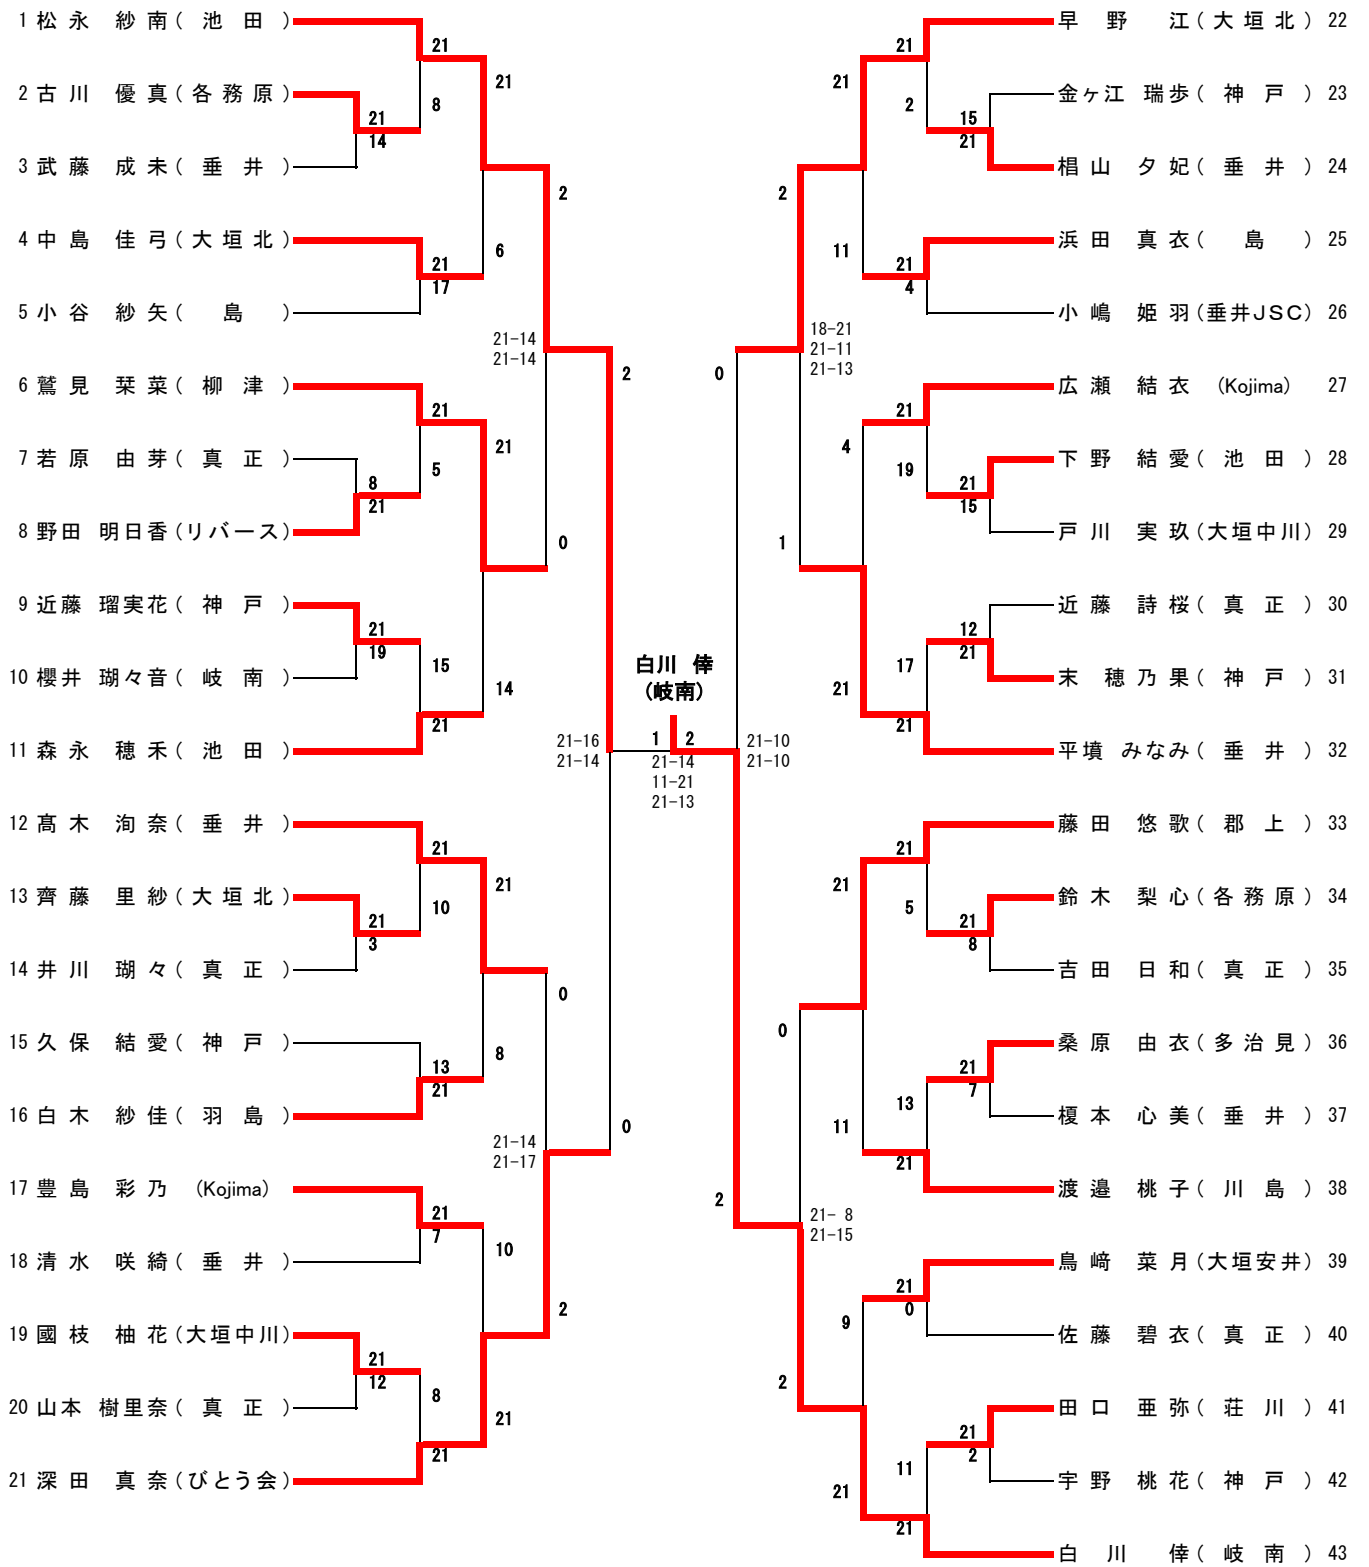 1 松永 紗南(池田)
2 古川 優真(各務原)
3 武藤 成未(垂井)
4 中島 佳弓(大垣北)
5 小谷 紗矢(島)
6 鷲見 栞菜(柳津)
7 若原 由芽(真正)
8 野田 明日香(リバース)
9 近藤 瑠実花(神戸)
10 櫻井 瑚々音(岐南)
11 森永 穂禾(池田)
12 髙木 洵奈(垂井)
13 齊藤 里紗(大垣北)
14 井川 瑚々(真正)
15 久保 結愛(神戸)
16 白木 紗佳(羽島)
17 豊島 彩乃 (Kojima)
18 清水 咲綺(垂井)
19 國枝 柚花(大垣中川)
20 山本 樹里奈(真正)
21 深田 真奈(びとう会)
21
8
21
14
21
17
21
6
21
5
8
21
21
19
15
21
21
14
2
0
21-14
21-14
21
10
21
3
13
21
21
8
21
7
21
12
8
21
10
21
0
2
21-14
21-17
2
0
21-16
21-14
白川 倖
(岐南)
1 2
21-14
11-21
21-13
0
2
21-10
21-10
2
1
18-21
21-11
21-13
21
11
21
2
15
21
21
4
4
21
21
19
21
15
12
21
17
21
0
2
21- 8
21-15
21
11
21
5
21
8
21
7
13
21
9
21
21
0
21
2
11
21
早野 江(大垣北) 22
金ヶ江 瑞歩(神戸) 23
椙山 夕妃(垂井) 24
浜田 真衣(島) 25
小嶋 姫羽(垂井JSC) 26
広瀬 結衣 (Kojima) 27
下野 結愛(池田) 28
戸川 実玖(大垣中川) 29
近藤 詩桜(真正) 30
末 穂乃果(神戸) 31
平墳 みなみ(垂井) 32
藤田 悠歌(郡上) 33
鈴木 梨心(各務原) 34
吉田 日和(真正) 35
桑原 由衣(多治見) 36
榎本 心美(垂井) 37
渡邉 桃子(川島) 38
鳥﨑 菜月(大垣安井) 39
佐藤 碧衣(真正) 40
田口 亜弥(荘川) 41
宇野 桃花(神戸) 42
白川 倖(岐南) 43